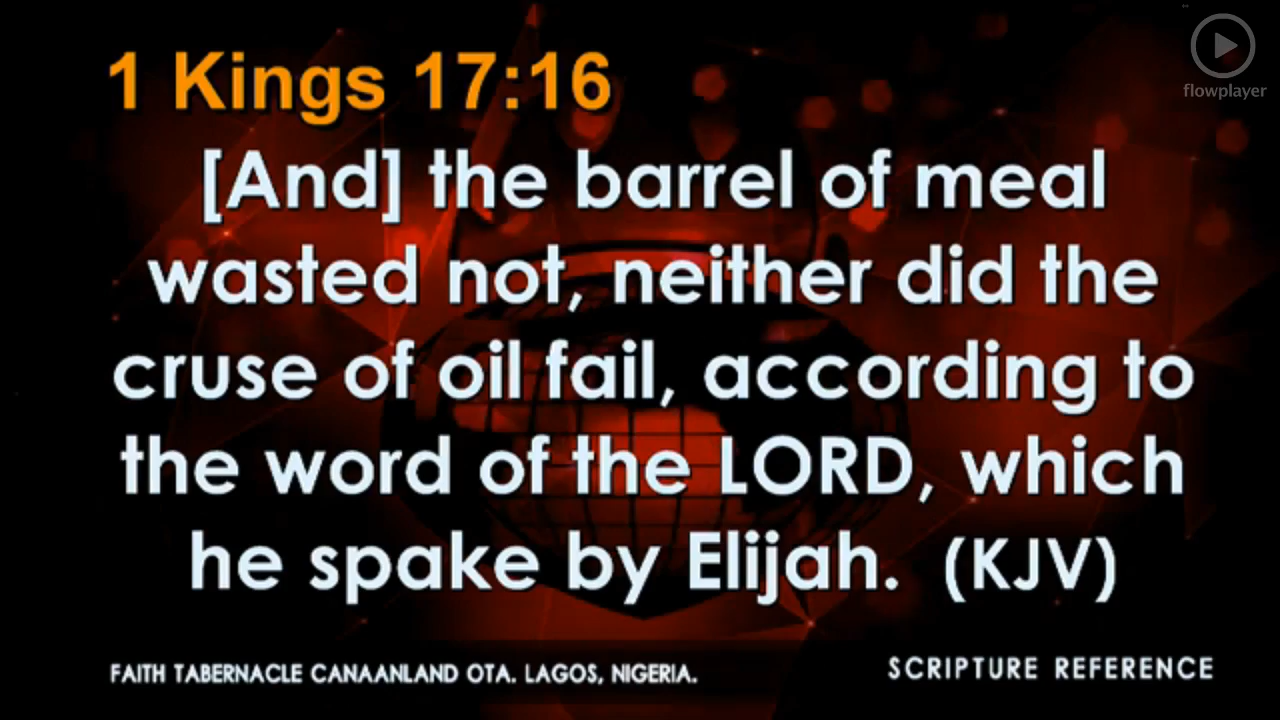 flowplayer
1 Kings 17:16
[And] the barrel of meal
wasted not, neither did the
cruse of oil fail, according to
the word of the LORD, which
he spake by Elijah. (KJV)
FAITH TABERNACLE CANAANLAND OTA. LAGOS, NIGERIA.
SCRIPTURE REFERENCE